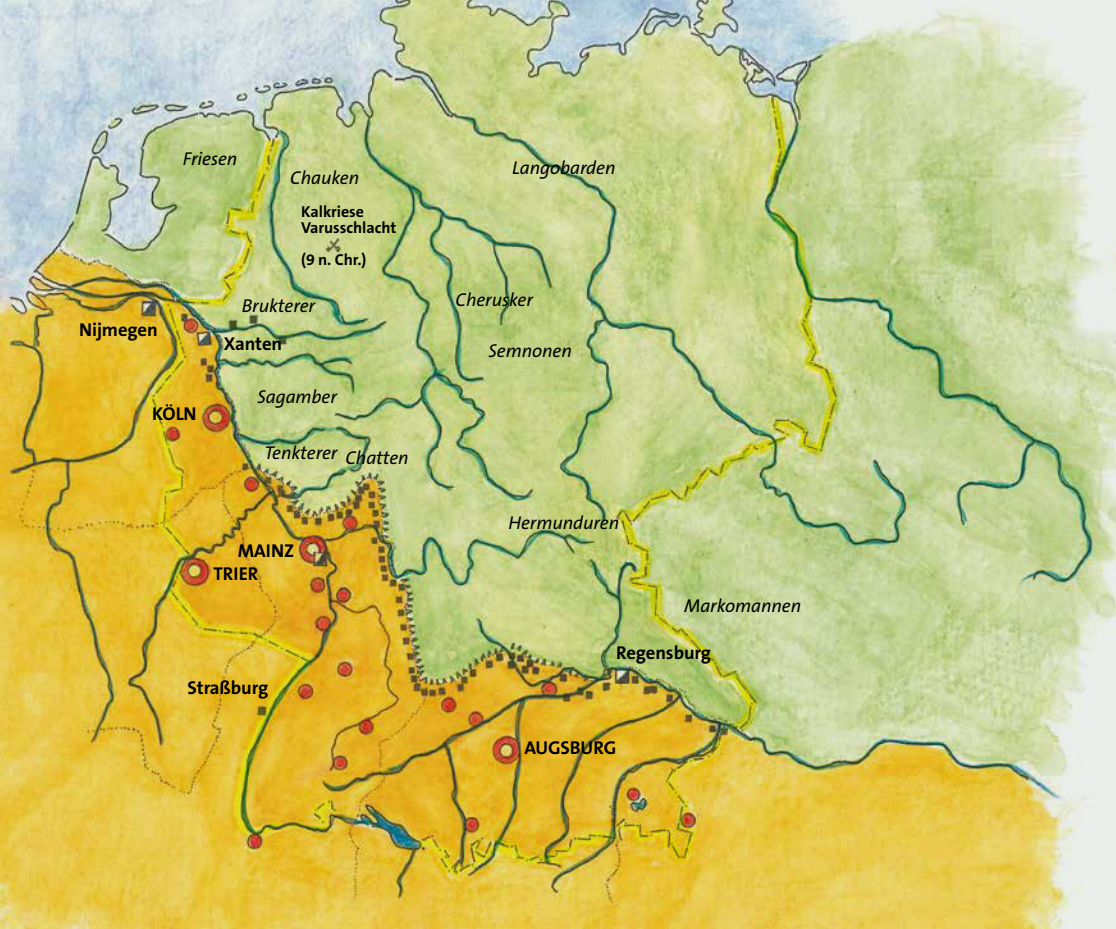 Friesen
Chauken
Langobarden
Kalkriese
Varusschlacht
(9 n. Chr.)
Brukterer
Cherusker
Nijmegen
Xanten
Semnonen
Sagamber
KÖLN
Tenkterer
Chatten
Hermunduren
MAINZ
TRIER
Markomannen
Regensburg
Straßburg
AUGSBURG